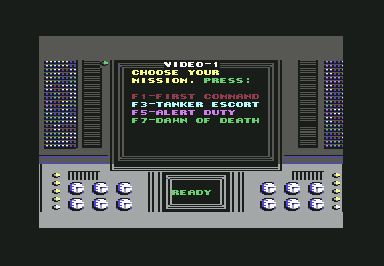 VIDEO-1
CHOOSE YOUR
MISSION. PRESS:
F1-FIRST COMMAND
F3-TANKER ESCORT
F5-ALERT DUTY
F7-DAWN OF DEATH
READY